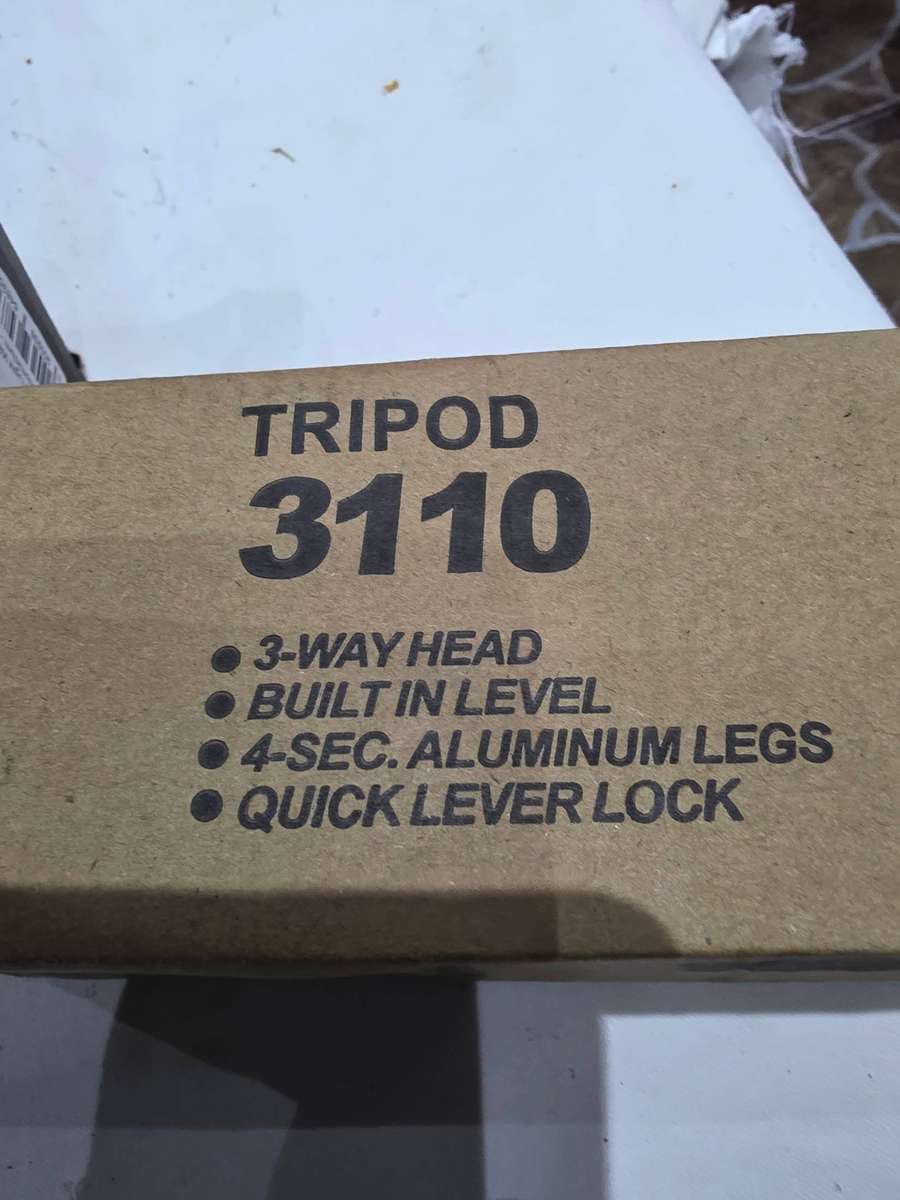 TRIPOD
3110
● 3-WAY HEAD
● BUILT IN LEVEL
● 4-SEC. ALUMINUM LEGS
● QUICK LEVER LOCK